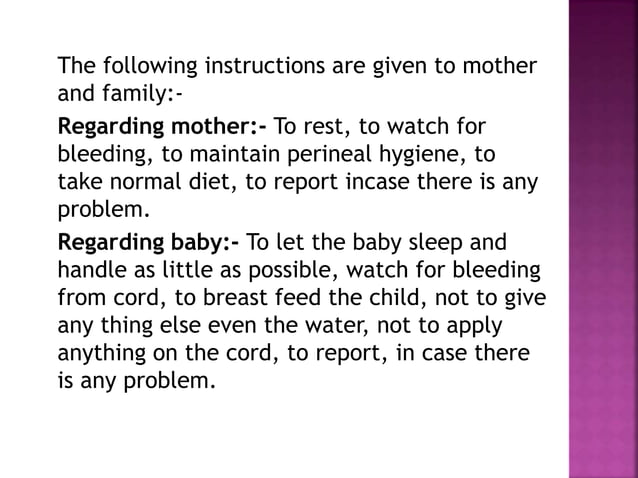 The following instructions are given to mother
and family:-
Regarding mother:- To rest, to watch for
bleeding, to maintain perineal hygiene, to
take normal diet, to report incase there is any
problem.
Regarding baby:- To let the baby sleep and
handle as little as possible, watch for bleeding
from cord, to breast feed the child, not to give
any thing else even the water, not to apply
anything on the cord, to report, in case there
is any problem.